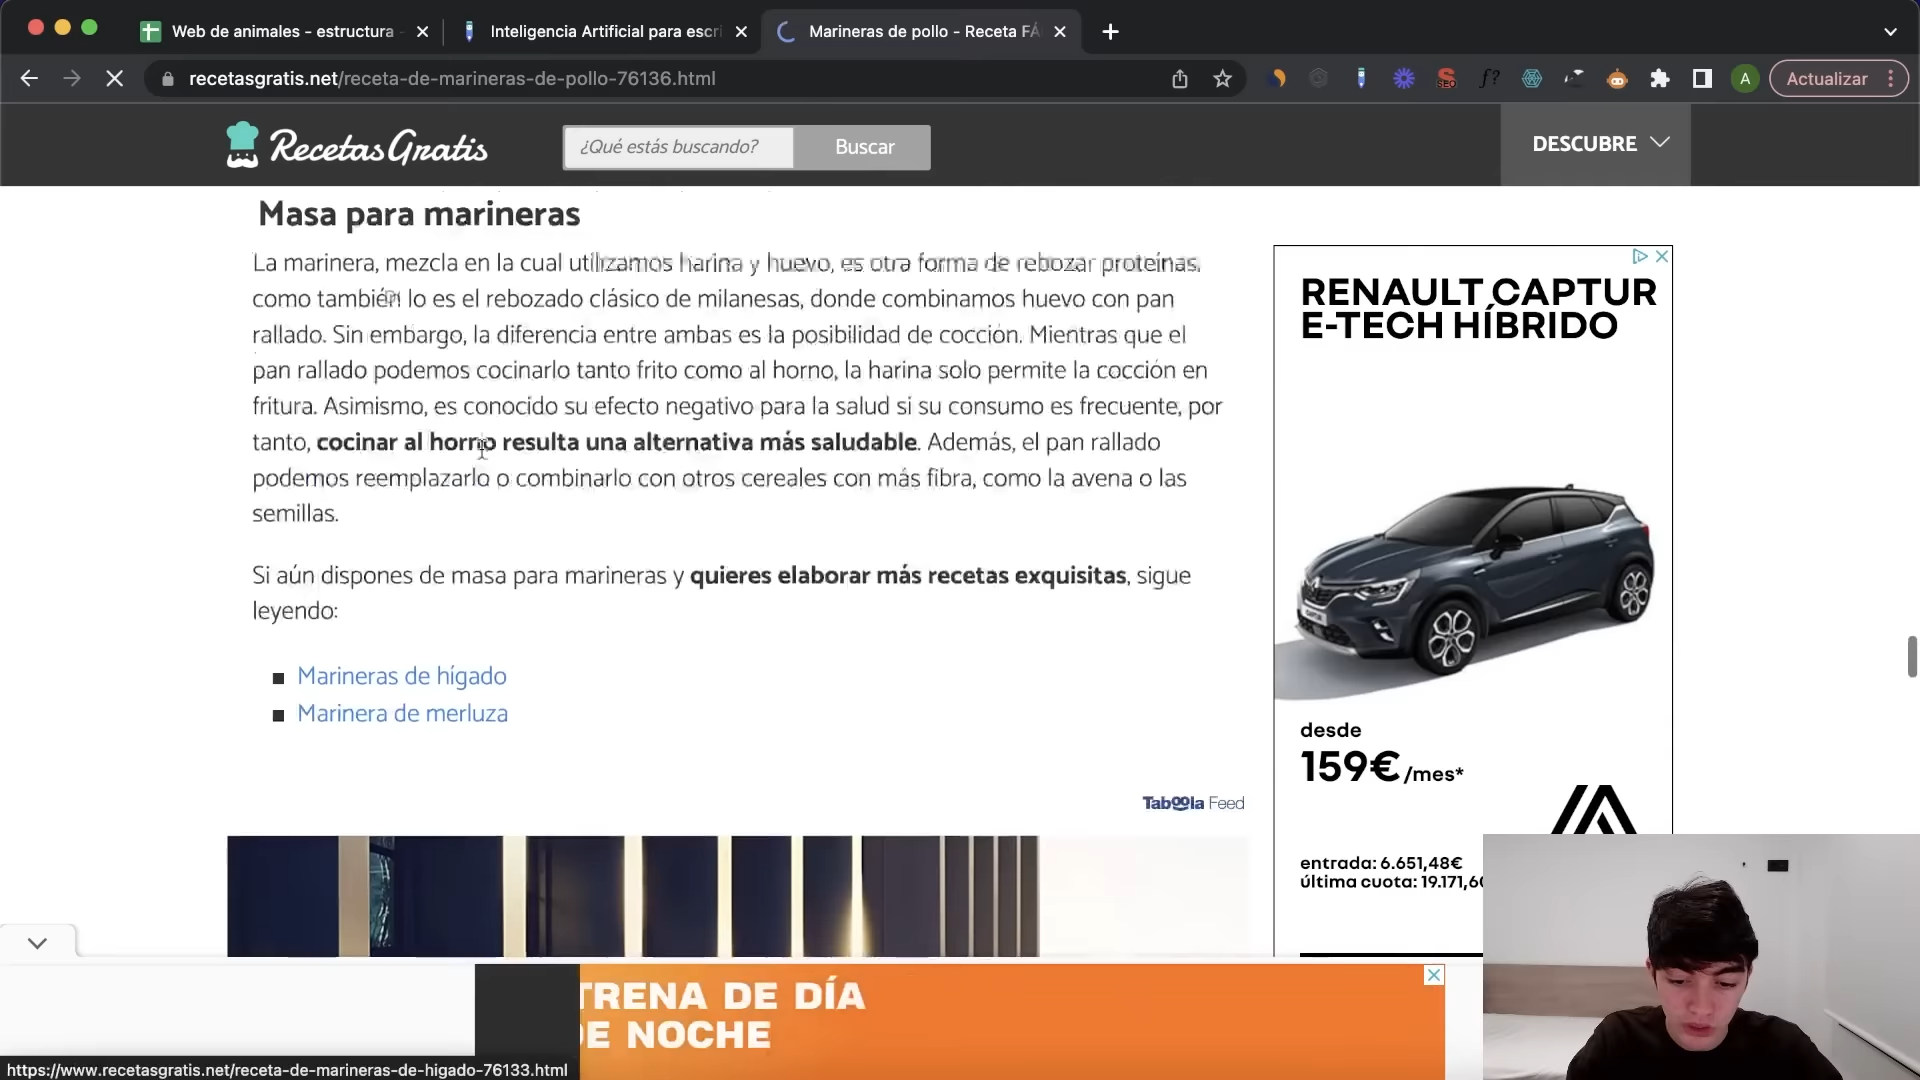 Web de animales - estructura -
Inteligencia Artificial para escri
Marineras de pollo - Receta FÁ
recetasgratis.net/receta-de-marineras-de-pollo-76136.html
SEO
f?
A
Actualizar
RecetasGratis
¿Qué estás buscando?
Buscar
DESCUBRE
Masa para marineras
La marinera, mezcla en la cual utilizamos harina y huevo, es otra forma de rebozar proteínas,
como también lo es el rebozado clásico de milanesas, donde combinamos huevo con pan
rallado. Sin embargo, la diferencia entre ambas es la posibilidad de cocción. Mientras que el
pan rallado podemos cocinarlo tanto frito como al horno, la harina solo permite la cocción en
fritura. Asimismo, es conocido su efecto negativo para la salud si su consumo es frecuente, por
tanto, cocinar al horno resulta una alternativa más saludable. Además, el pan rallado
podemos reemplazarlo o combinarlo con otros cereales con más fibra, como la avena o las
semillas.
Si aún dispones de masa para marineras y quieres elaborar más recetas exquisitas, sigue
leyendo:
Marineras de hígado
Marinera de merluza
Taboola Feed
RENAULT CAPTUR
E-TECH HÍBRIDO
desde
159€/mes*
entrada: 6.651,48€
última cuota: 19.171,60
TRENA DE DÍA
DE NOCHE
https://www.recetasgratis.net/receta-de-marineras-de-higado-76133.html